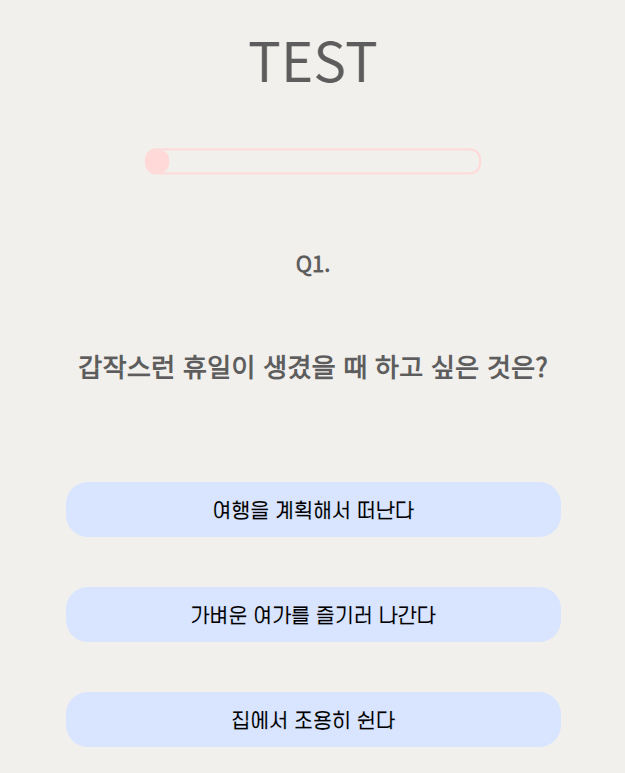 TEST
Q1.
갑작스런 휴일이 생겼을 때 하고 싶은 것은?
여행을 계획해서 떠난다
가벼운 여가를 즐기러 나간다
집에서 조용히 쉰다